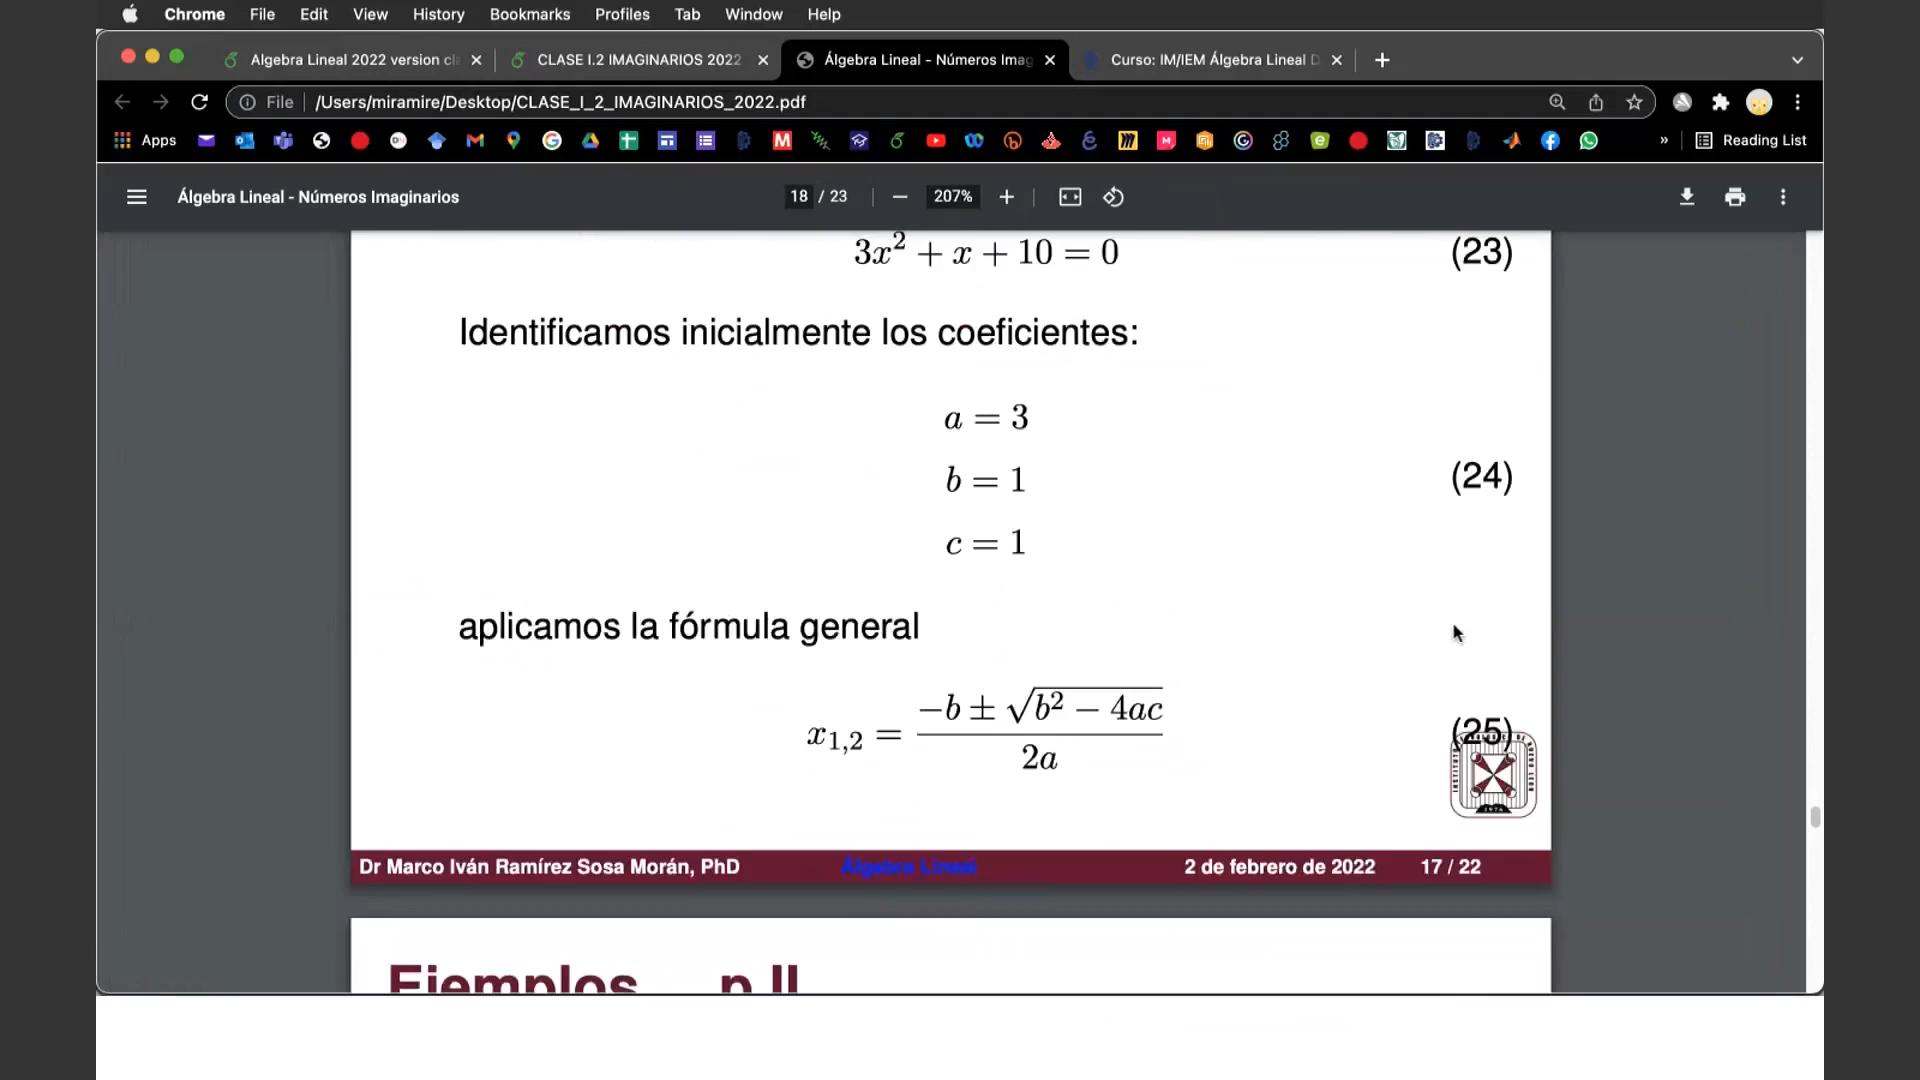 Chrome File Edit View History Bookmarks Profiles Tab Window Help
Algebra Lineal 2022 version cl CLASE I.2 IMAGINARIOS 2022 Álgebra Lineal - Números Imag Curso: IM/IEM Álgebra Lineal D
File /Users/miramire/Desktop/CLASE_I_2_IMAGINARIOS_2022.pdf
Apps » Reading List
Álgebra Lineal - Números Imaginarios 18 / 23 207%
3x² + x + 10 = 0 (23)
Identificamos inicialmente los coeficientes:
a = 3
b = 1 (24)
c = 1
aplicamos la fórmula general
x₁,₂ = (−b ± √(b² − 4ac)) / 2a (25)
Dr Marco Iván Ramírez Sosa Morán, PhD Álgebra Lineal 2 de febrero de 2022 17 / 22
Ejemplos ... p.II